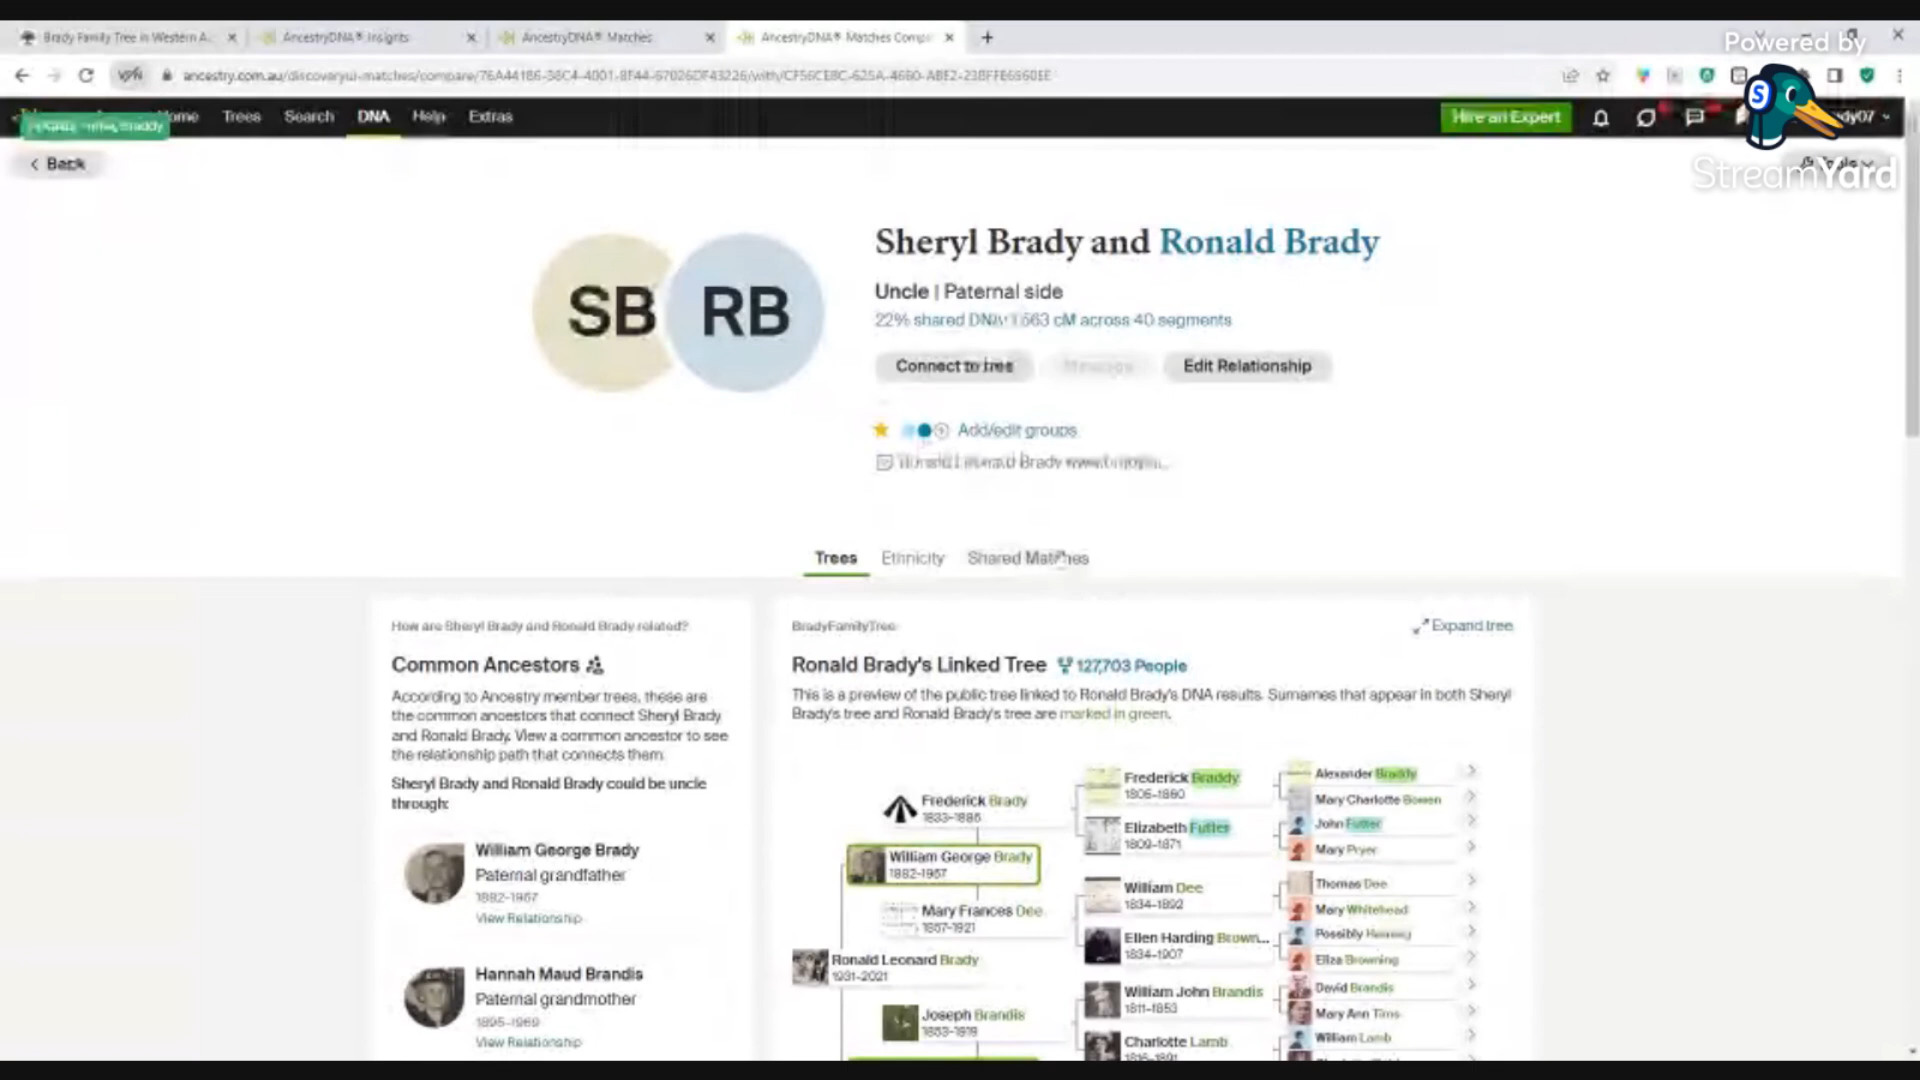 Brady Family Tree in Western A...
AncestryDNA® Insights
AncestryDNA® Matches
AncestryDNA® Matches Comp
Powered by
StreamYard
Home
Trees
Search
DNA
Help
Extras
Hire an Expert
Back
Tools
SB
RB
Sheryl Brady and Ronald Brady
Uncle | Paternal side
22% shared DNA: 1,563 cM across 40 segments
Connect to tree
Message
Edit Relationship
Add/edit groups
Brady
Trees
Ethnicity
Shared Matches
How are Sheryl Brady and Ronald Brady related?
Common Ancestors
According to Ancestry member trees, these are
the common ancestors that connect Sheryl Brady
and Ronald Brady. View a common ancestor to see
the relationship path that connects them.
Sheryl Brady and Ronald Brady could be uncle
through:
William George Brady
Paternal grandfather
1882–1967
View Relationship
Hannah Maud Brandis
Paternal grandmother
1895–1969
View Relationship
BradyFamilyTree
Expand tree
Ronald Brady's Linked Tree 127,703 People
This is a preview of the public tree linked to Ronald Brady's DNA results. Surnames that appear in both Sheryl
Brady's tree and Ronald Brady's tree are marked in green.
Frederick Brady
William George Brady
1882–1967
Mary Frances Dee
1857–1921
Ronald Leonard Brady
1931–2021
Joseph Brandis
1853–1919
Frederick Braddy
1806–1860
Elizabeth Futter
1809–1871
William Dee
1834–1892
Ellen Harding Brown...
1834–1907
William John Brandis
1811–1853
Charlotte Lamb
Alexander Braddy
Mary Charlotte Bowen
John Futter
Mary Pryer
Thomas Dee
Mary Whitehead
Possibly
Eliza Browning
David Brandis
Mary Ann Tims
William Lamb